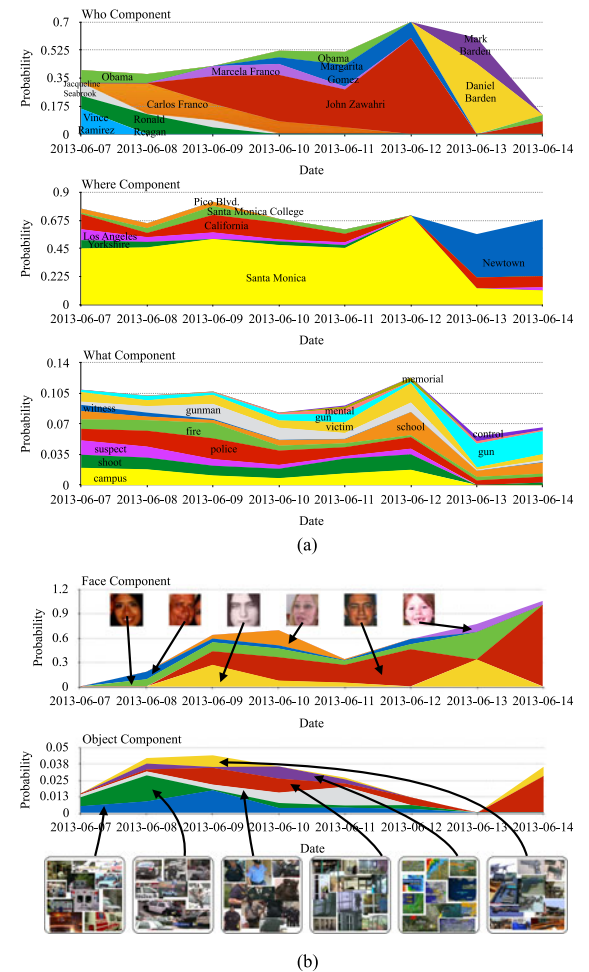 Who Component
0.7
0.525
0.35
0.175
0
Probability
Obama
Jacqueline
Seabrook
Vince
Ramirez
Ronald
Reagan
Carlos Franco
Marcela Franco
Obama
Margarita
Gomez
John Zawahri
Mark
Barden
Daniel
Barden
2013-06-07 2013-06-08 2013-06-09 2013-06-10 2013-06-11 2013-06-12 2013-06-13 2013-06-14
Date
Where Component
0.9
0.675
0.45
0.225
0
Probability
Pico Blvd.
Santa Monica College
California
Los Angeles
Yorkshire
Santa Monica
Newtown
2013-06-07 2013-06-08 2013-06-09 2013-06-10 2013-06-11 2013-06-12 2013-06-13 2013-06-14
Date
What Component
0.14
0.105
0.07
0.035
0
Probability
memorial
witness
gunman
mental
gun
victim
school
control
gun
fire
police
suspect
shoot
campus
2013-06-07 2013-06-08 2013-06-09 2013-06-10 2013-06-11 2013-06-12 2013-06-13 2013-06-14
Date
(a)
Face Component
1.2
0.9
0.6
0.3
0
Probability
2013-06-07 2013-06-08 2013-06-09 2013-06-10 2013-06-11 2013-06-12 2013-06-13 2013-06-14
Date
Object Component
0.05
0.038
0.025
0.013
0
Probability
2013-06-07 2013-06-08 2013-06-09 2013-06-10 2013-06-11 2013-06-12 2013-06-13 2013-06-14
Date
(b)